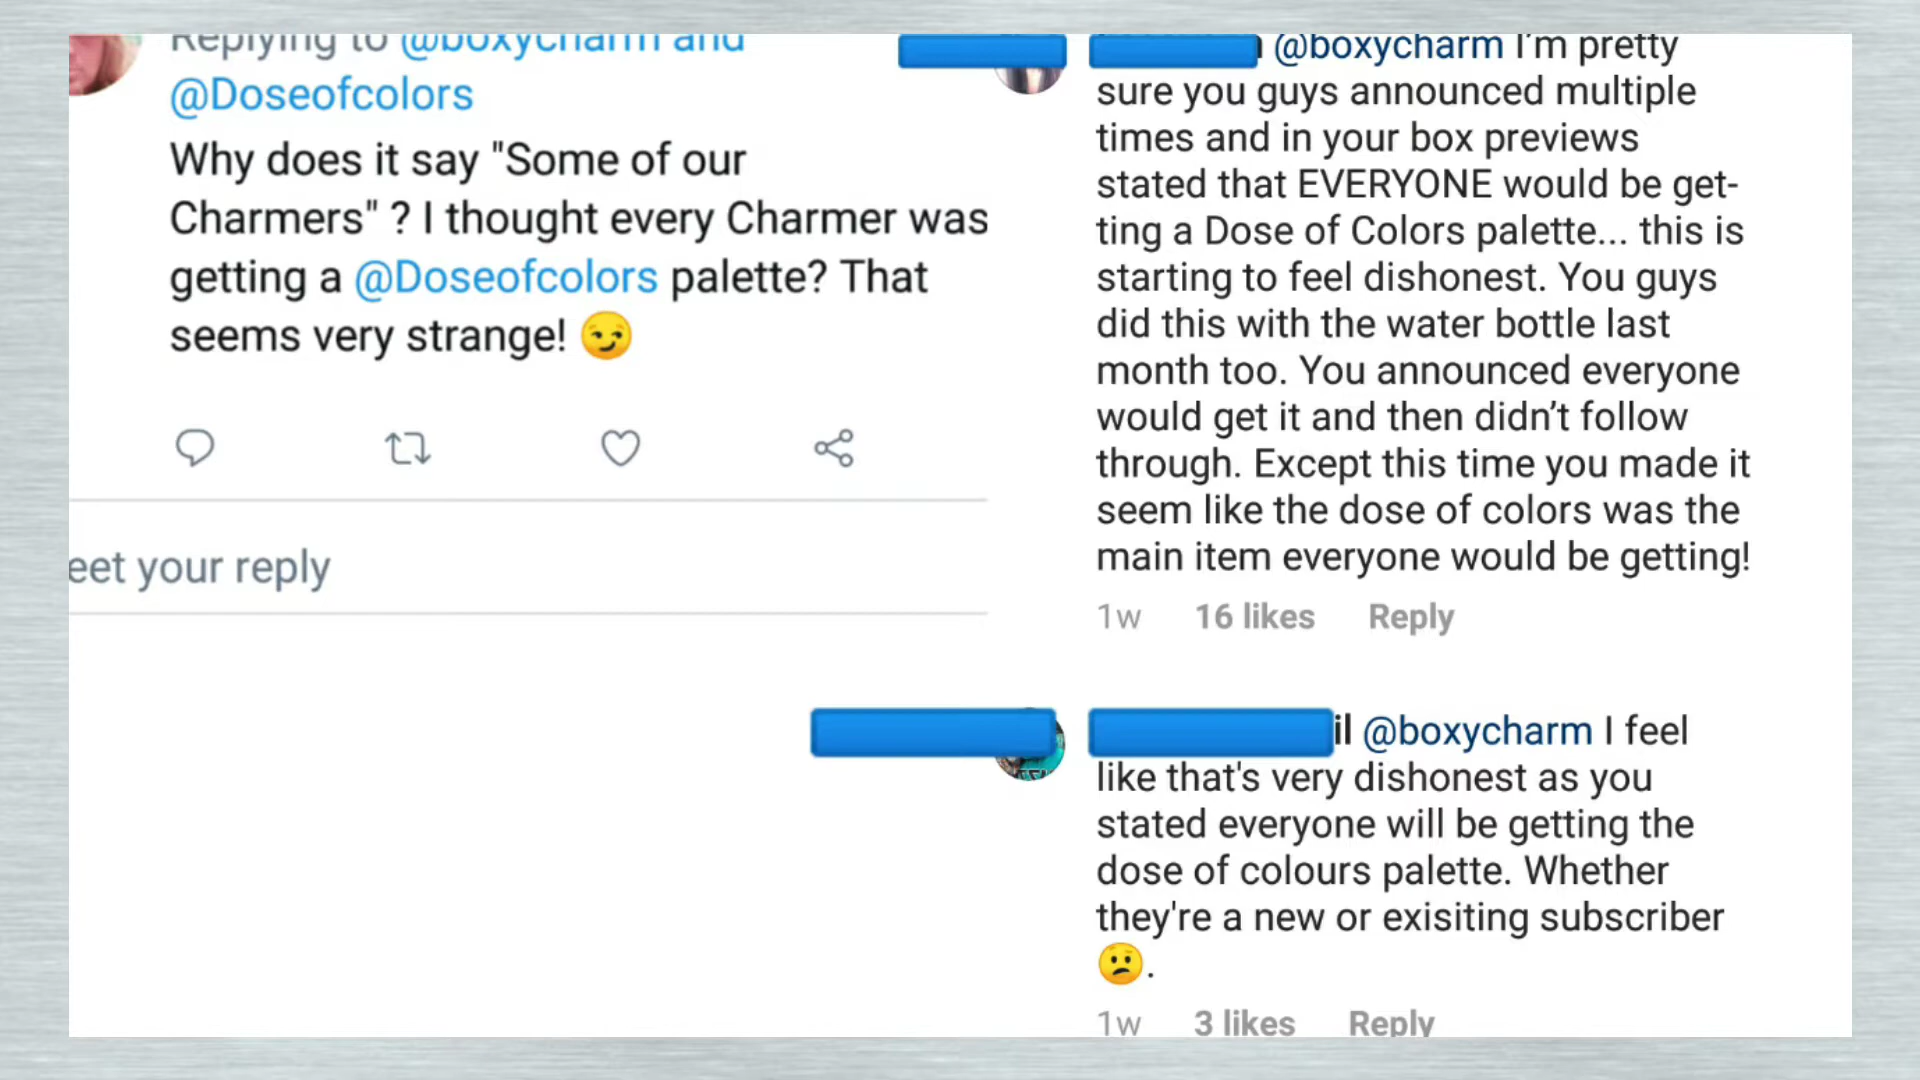 Replying to @boxycharm and
@Doseofcolors
Why does it say "Some of our
Charmers" ? I thought every Charmer was
getting a @Doseofcolors palette? That
seems very strange! 😏
eet your reply
@boxycharm I'm pretty
sure you guys announced multiple
times and in your box previews
stated that EVERYONE would be get-
ting a Dose of Colors palette... this is
starting to feel dishonest. You guys
did this with the water bottle last
month too. You announced everyone
would get it and then didn't follow
through. Except this time you made it
seem like the dose of colors was the
main item everyone would be getting!
1w 16 likes Reply
il @boxycharm I feel
like that's very dishonest as you
stated everyone will be getting the
dose of colours palette. Whether
they're a new or exisiting subscriber
😕.
1w 3 likes Reply